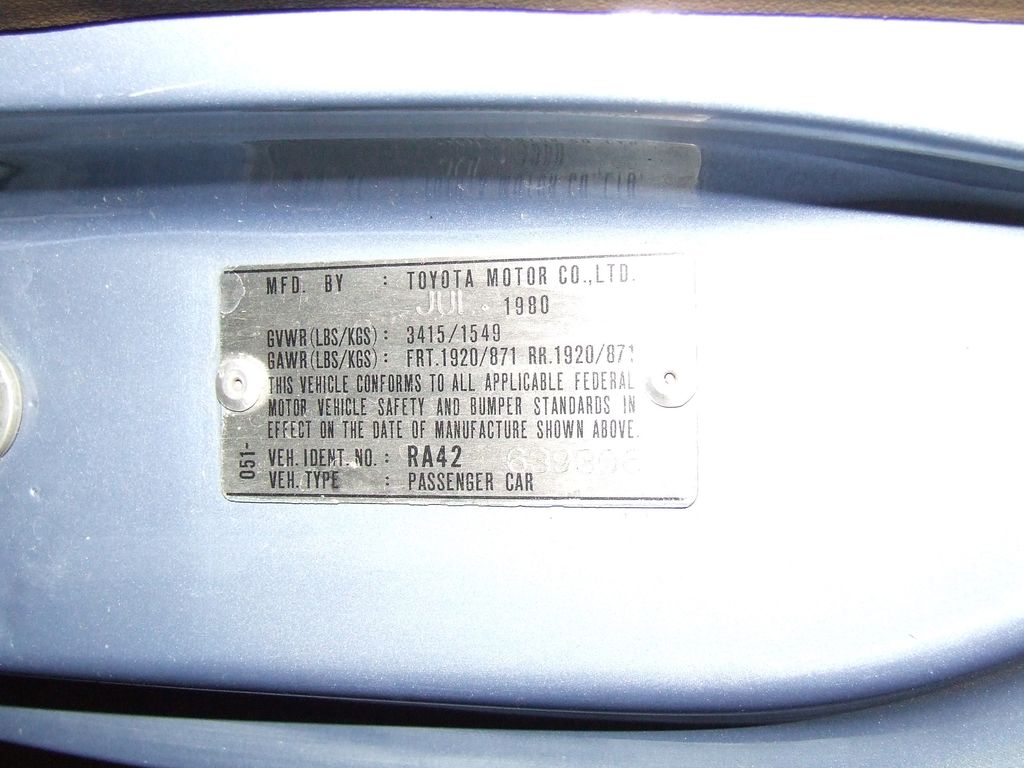 MFD. BY : TOYOTA MOTOR CO.,LTD.
JUL 1980
GVWR(LBS/KGS): 3415/1549
GAWR(LBS/KGS): FRT.1920/871 RR.1920/871
THIS VEHICLE CONFORMS TO ALL APPLICABLE FEDERAL
MOTOR VEHICLE SAFETY AND BUMPER STANDARDS IN
EFFECT ON THE DATE OF MANUFACTURE SHOWN ABOVE.
051-
VEH. IDENT. NO.: RA42
VEH. TYPE : PASSENGER CAR